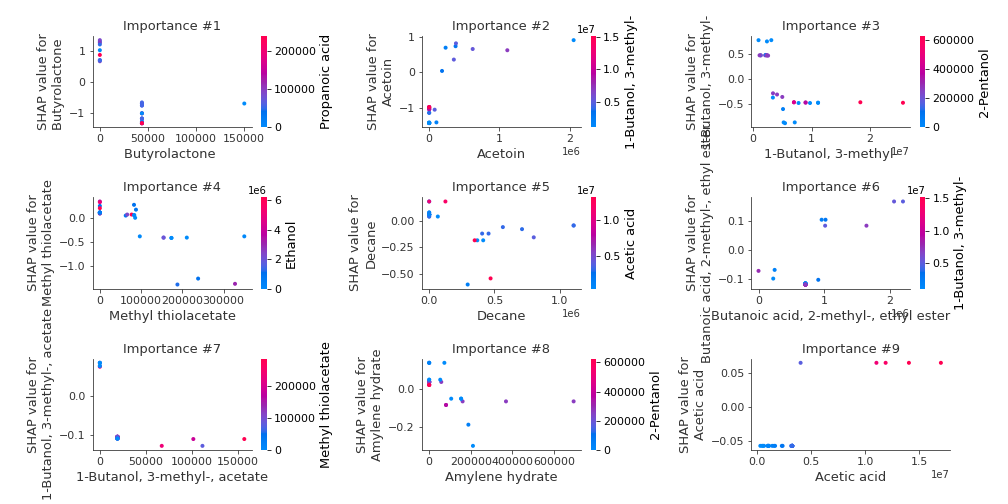 Importance #1
SHAP value for
Butyrolactone
1
0
−1
0
50000
100000
150000
Butyrolactone
200000
100000
0
Propanoic acid
Importance #2
SHAP value for
Acetoin
1
0
−1
0
1
2
1e6
Acetoin
1e7
1.5
1.0
0.5
1-Butanol, 3-methyl-
Importance #3
SHAP value for
1-Butanol, 3-methyl-
0.5
0.0
−0.5
0
1
2
1e7
1-Butanol, 3-methyl-
600000
400000
200000
0
2-Pentanol
Importance #4
SHAP value for
Methyl thiolacetate
0.0
−0.5
−1.0
0
100000
200000
300000
Methyl thiolacetate
1e6
6
4
2
0
Ethanol
Importance #5
SHAP value for
Decane
0.00
−0.25
−0.50
0.0
0.5
1.0
1e6
Decane
1e7
1.0
0.5
Acetic acid
Importance #6
SHAP value for
Butanoic acid, 2-methyl-, ethyl ester
0.1
0.0
−0.1
0
1
2
1e6
Butanoic acid, 2-methyl-, ethyl ester
1e7
1.5
1.0
0.5
1-Butanol, 3-methyl-
Importance #7
SHAP value for
1-Butanol, 3-methyl-, acetate
0.0
−0.1
0
50000
100000
150000
1-Butanol, 3-methyl-, acetate
200000
100000
0
Methyl thiolacetate
Importance #8
SHAP value for
Amylene hydrate
0.0
−0.2
0
200000
400000
600000
Amylene hydrate
600000
400000
200000
0
2-Pentanol
Importance #9
SHAP value for
Acetic acid
0.05
0.00
−0.05
0.0
0.5
1.0
1.5
1e7
Acetic acid